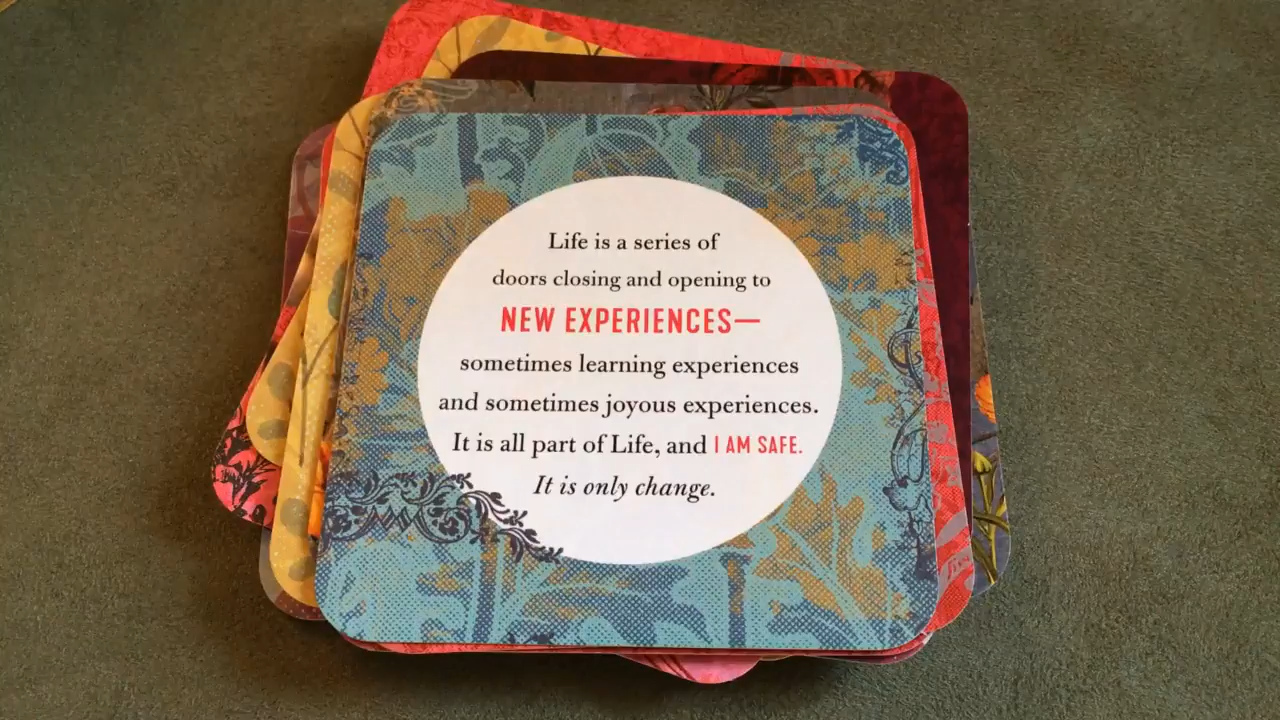 Life is a series of
doors closing and opening to
NEW EXPERIENCES—
sometimes learning experiences
and sometimes joyous experiences.
It is all part of Life, and I AM SAFE.
It is only change.